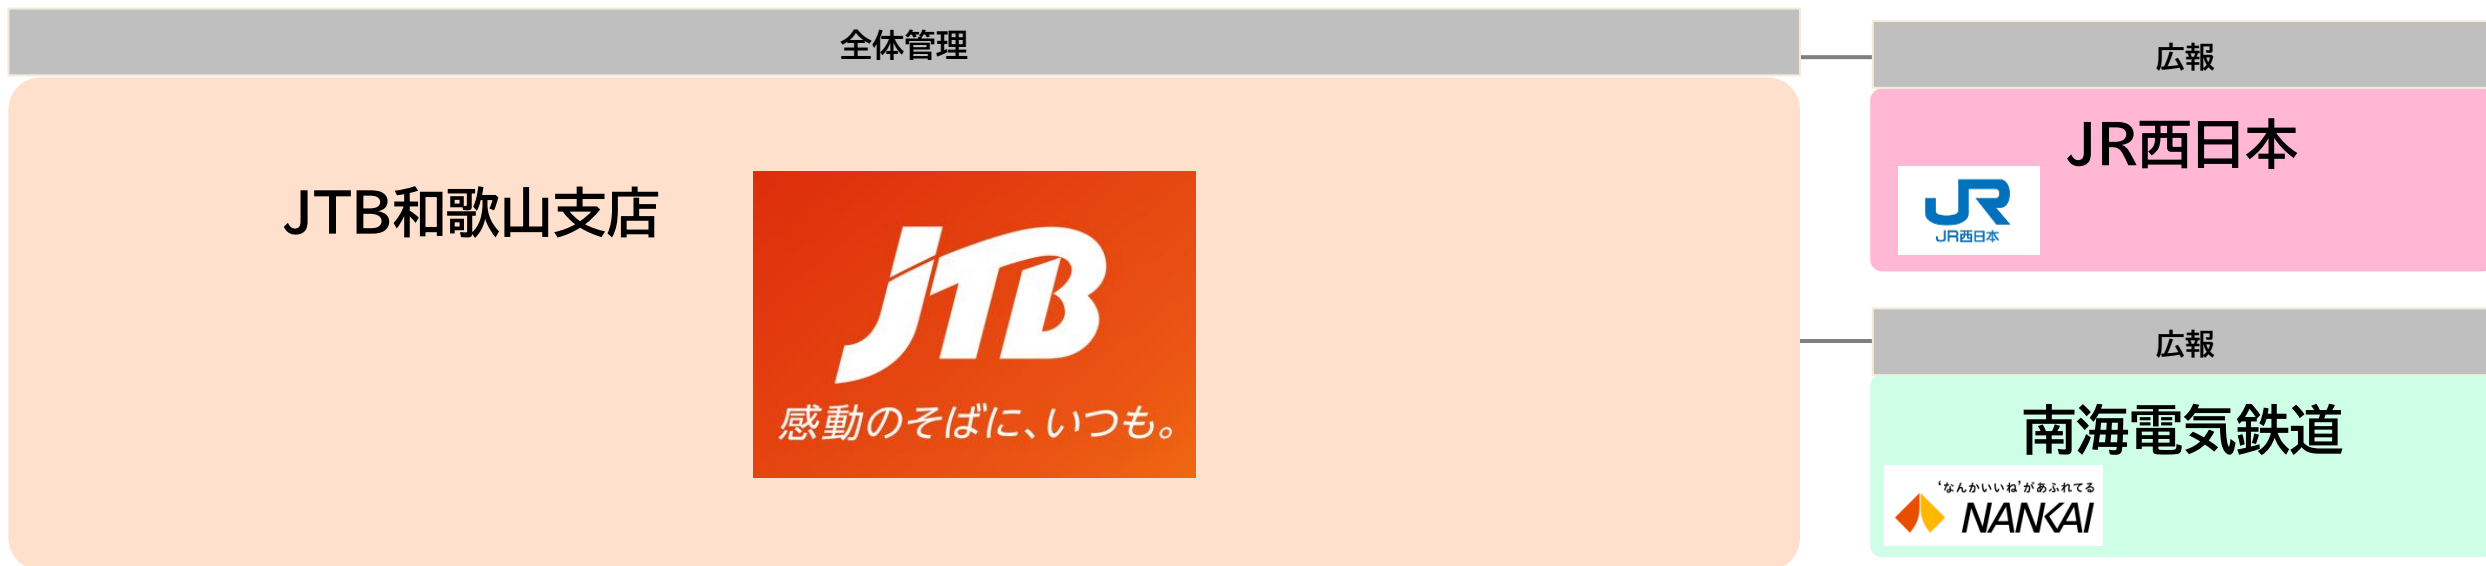 全体管理
JTB和歌山支店
JTB
感動のそばに、いつも。
広報
JR西日本
JR
JR西日本
広報
南海電気鉄道
‘なんかいいね’があふれてる
NANKAI